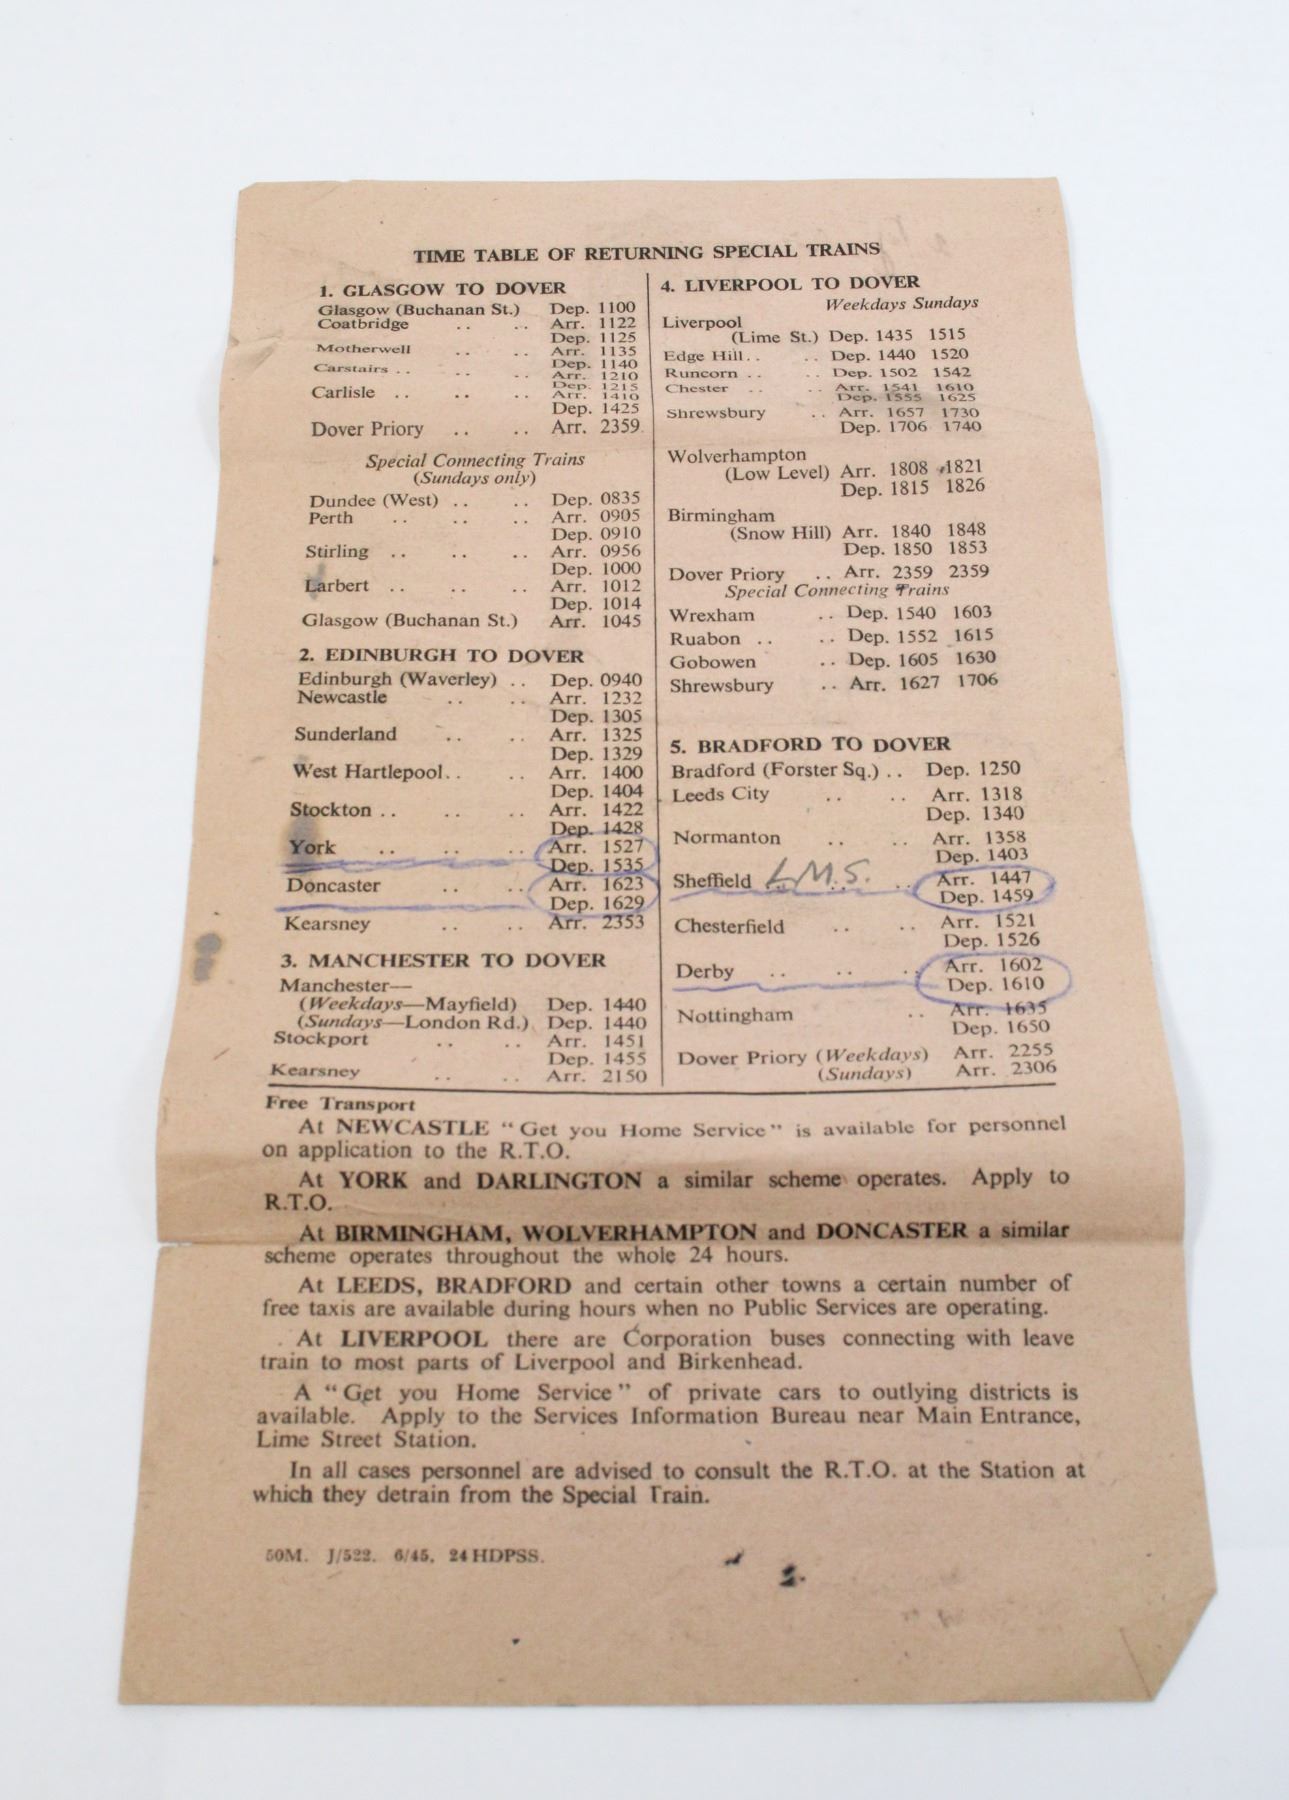 TIME TABLE OF RETURNING SPECIAL TRAINS
1. GLASGOW TO DOVER
Glasgow (Buchanan St.) Dep. 1100
Coatbridge .. .. Arr. 1122
Dep. 1125
Motherwell .. .. Arr. 1135
Dep. 1140
Carstairs .. .. .. Arr. 1210
Dep. 1215
Carlisle .. .. .. Arr. 1410
Dep. 1425
Dover Priory .. .. Arr. 2359
Special Connecting Trains
(Sundays only)
Dundee (West) .. .. Dep. 0835
Perth .. .. .. Arr. 0905
Dep. 0910
Stirling .. .. .. Arr. 0956
Dep. 1000
Larbert .. .. .. Arr. 1012
Dep. 1014
Glasgow (Buchanan St.) Arr. 1045
2. EDINBURGH TO DOVER
Edinburgh (Waverley) .. Dep. 0940
Newcastle .. .. Arr. 1232
Dep. 1305
Sunderland .. .. Arr. 1325
Dep. 1329
West Hartlepool .. .. Arr. 1400
Dep. 1404
Stockton .. .. .. Arr. 1422
Dep. 1428
York .. .. .. Arr. 1527
Dep. 1535
Doncaster .. .. Arr. 1623
Dep. 1629
Kearsney .. .. Arr. 2353
3. MANCHESTER TO DOVER
Manchester—
(Weekdays—Mayfield) Dep. 1440
(Sundays—London Rd.) Dep. 1440
Stockport .. .. Arr. 1451
Dep. 1455
Kearsney .. .. Arr. 2150
4. LIVERPOOL TO DOVER
Weekdays Sundays
Liverpool
(Lime St.) Dep. 1435 1515
Edge Hill .. .. Dep. 1440 1520
Runcorn .. .. Dep. 1502 1542
Chester .. .. Arr. 1541 1610
Dep. 1555 1625
Shrewsbury .. Arr. 1657 1730
Dep. 1706 1740
Wolverhampton
(Low Level) Arr. 1808 1821
Dep. 1815 1826
Birmingham
(Snow Hill) Arr. 1840 1848
Dep. 1850 1853
Dover Priory .. Arr. 2359 2359
Special Connecting Trains
Wrexham .. Dep. 1540 1603
Ruabon .. .. Dep. 1552 1615
Gobowen .. Dep. 1605 1630
Shrewsbury .. Arr. 1627 1706
5. BRADFORD TO DOVER
Bradford (Forster Sq.) .. Dep. 1250
Leeds City .. .. Arr. 1318
Dep. 1340
Normanton .. .. Arr. 1358
Dep. 1403
Sheffield L.M.S. .. Arr. 1447
Dep. 1459
Chesterfield .. .. Arr. 1521
Dep. 1526
Derby .. .. .. Arr. 1602
Dep. 1610
Nottingham .. Arr. 1635
Dep. 1650
Dover Priory (Weekdays) Arr. 2255
(Sundays) Arr. 2306
Free Transport
At NEWCASTLE "Get you Home Service" is available for personnel
on application to the R.T.O.
At YORK and DARLINGTON a similar scheme operates. Apply to
R.T.O.
At BIRMINGHAM, WOLVERHAMPTON and DONCASTER a similar
scheme operates throughout the whole 24 hours.
At LEEDS, BRADFORD and certain other towns a certain number of
free taxis are available during hours when no Public Services are operating.
At LIVERPOOL there are Corporation buses connecting with leave
train to most parts of Liverpool and Birkenhead.
A "Get you Home Service" of private cars to outlying districts is
available. Apply to the Services Information Bureau near Main Entrance,
Lime Street Station.
In all cases personnel are advised to consult the R.T.O. at the Station at
which they detrain from the Special Train.
50M. J/522. 6/45. 24 HDPSS.